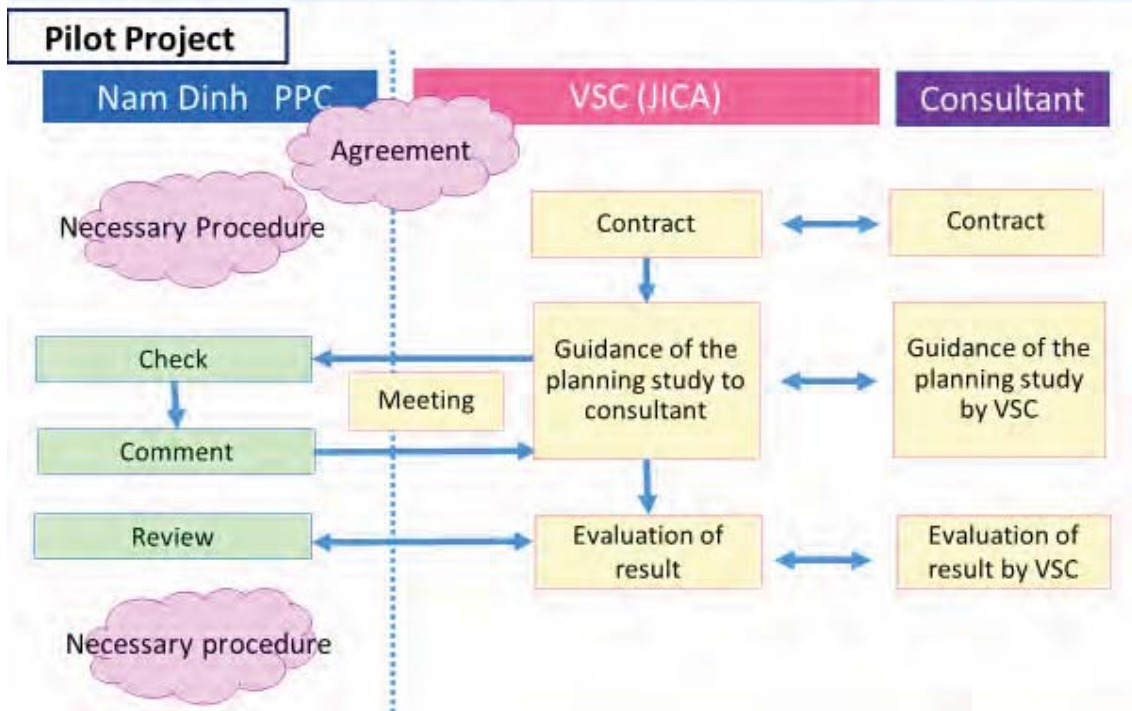 Pilot Project
Nam Dinh PPC
VSC (JICA)
Consultant
Agreement
Necessary Procedure
Contract
Contract
Check
Guidance of the
planning study to
consultant
Guidance of the
planning study
by VSC
Meeting
Comment
Review
Evaluation of
result
Evaluation of
result by VSC
Necessary procedure